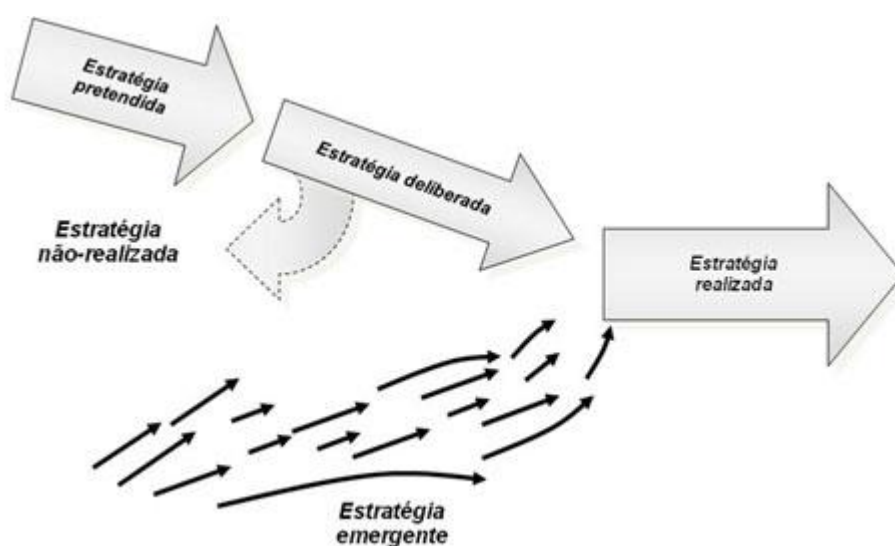 Estratégia
pretendida
Estratégia deliberada
Estratégia
não-realizada
Estratégia
realizada
Estratégia
emergente